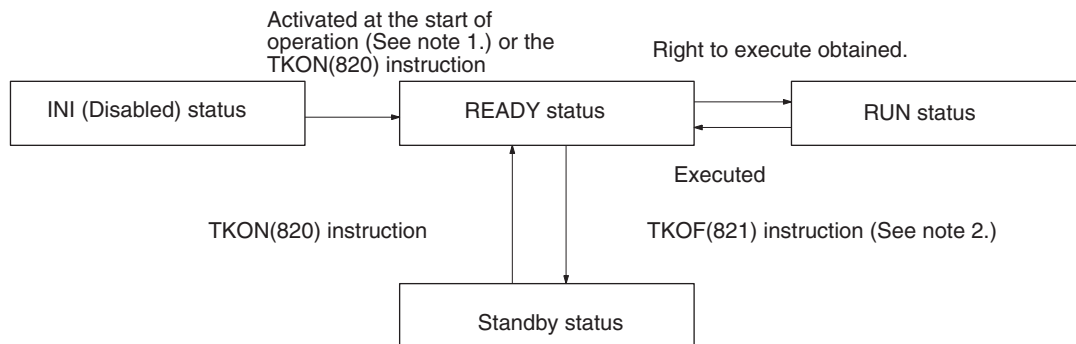 Activated at the start of
operation (See note 1.) or the
TKON(820) instruction
Right to execute obtained.
INI (Disabled) status
READY status
RUN status
Executed
TKON(820) instruction
TKOF(821) instruction (See note 2.)
Standby status